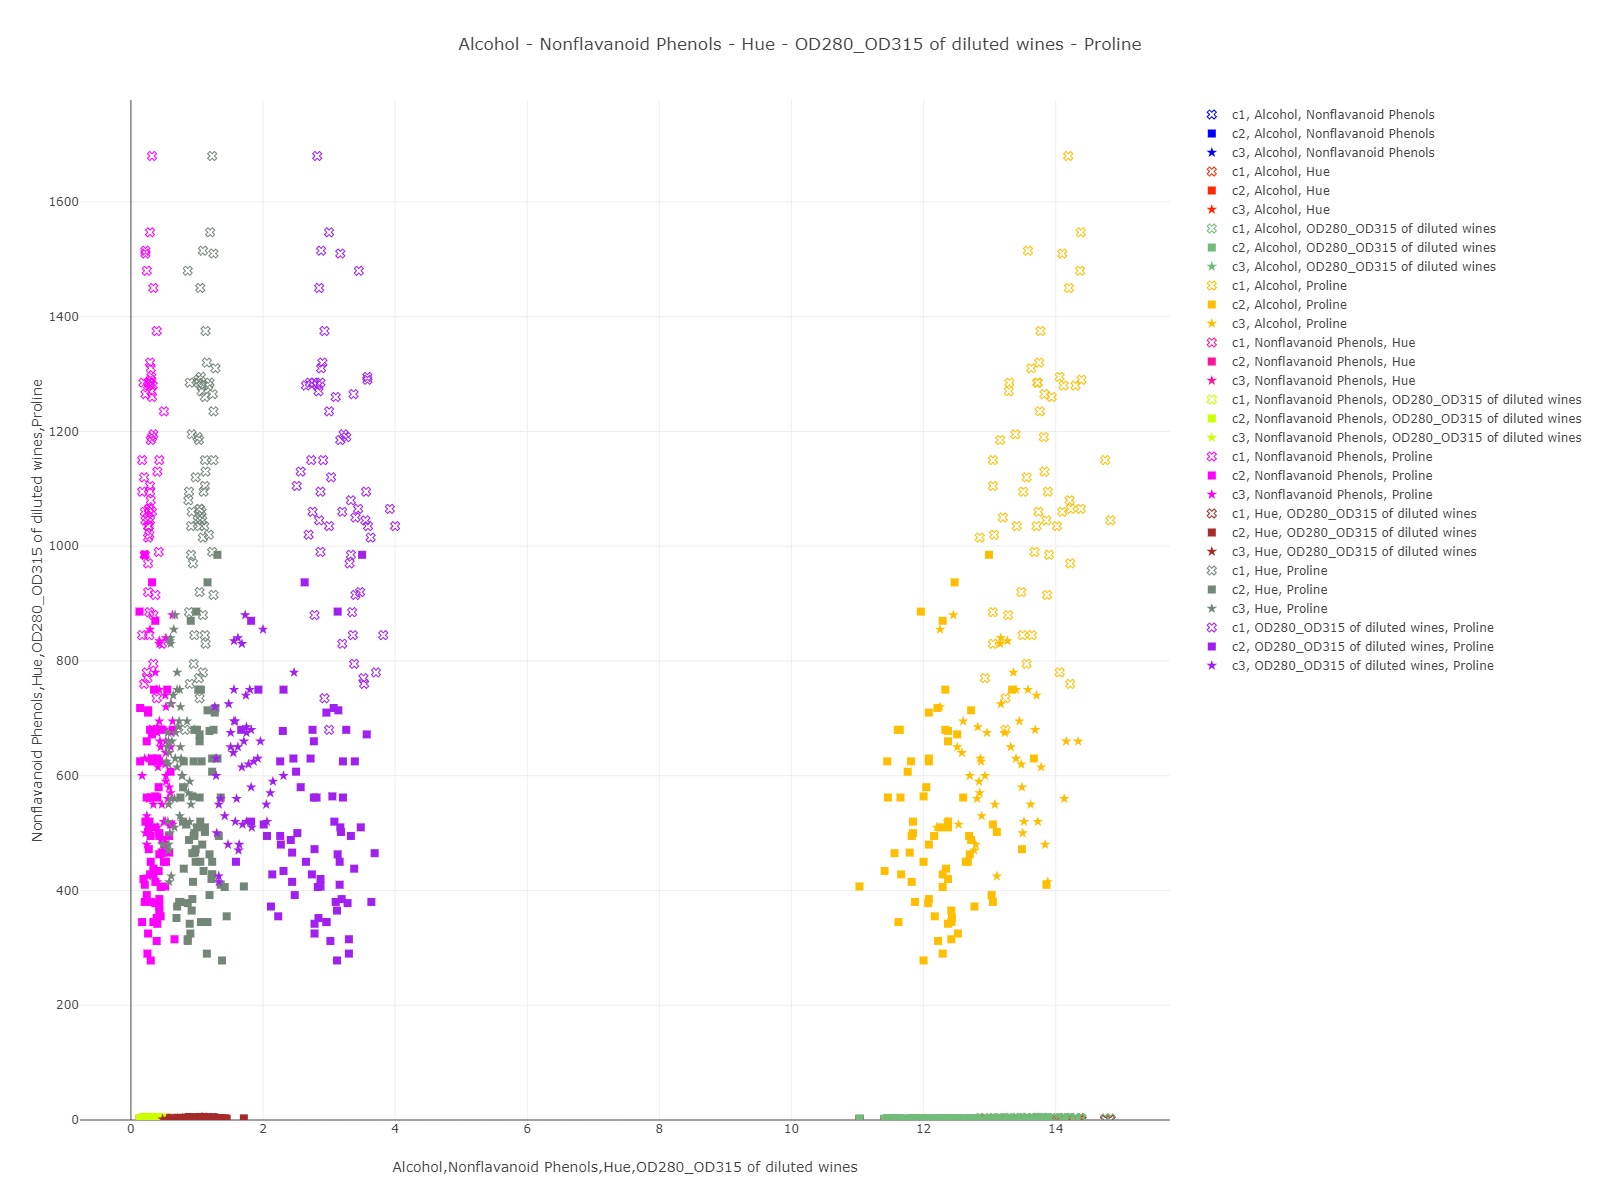 Alcohol - Nonflavanoid Phenols - Hue - OD280_OD315 of diluted wines - Proline
c1, Alcohol, Nonflavanoid Phenols
c2, Alcohol, Nonflavanoid Phenols
c3, Alcohol, Nonflavanoid Phenols
c1, Alcohol, Hue
c2, Alcohol, Hue
c3, Alcohol, Hue
c1, Alcohol, OD280_OD315 of diluted wines
c2, Alcohol, OD280_OD315 of diluted wines
c3, Alcohol, OD280_OD315 of diluted wines
c1, Alcohol, Proline
c2, Alcohol, Proline
c3, Alcohol, Proline
c1, Nonflavanoid Phenols, Hue
c2, Nonflavanoid Phenols, Hue
c3, Nonflavanoid Phenols, Hue
c1, Nonflavanoid Phenols, OD280_OD315 of diluted wines
c2, Nonflavanoid Phenols, OD280_OD315 of diluted wines
c3, Nonflavanoid Phenols, OD280_OD315 of diluted wines
c1, Nonflavanoid Phenols, Proline
c2, Nonflavanoid Phenols, Proline
c3, Nonflavanoid Phenols, Proline
c1, Hue, OD280_OD315 of diluted wines
c2, Hue, OD280_OD315 of diluted wines
c3, Hue, OD280_OD315 of diluted wines
c1, Hue, Proline
c2, Hue, Proline
c3, Hue, Proline
c1, OD280_OD315 of diluted wines, Proline
c2, OD280_OD315 of diluted wines, Proline
c3, OD280_OD315 of diluted wines, Proline
Nonflavanoid Phenols,Hue,OD280_OD315 of diluted wines,Proline
1600
1400
1200
1000
800
600
400
200
0
0 2 4 6 8 10 12 14
Alcohol,Nonflavanoid Phenols,Hue,OD280_OD315 of diluted wines